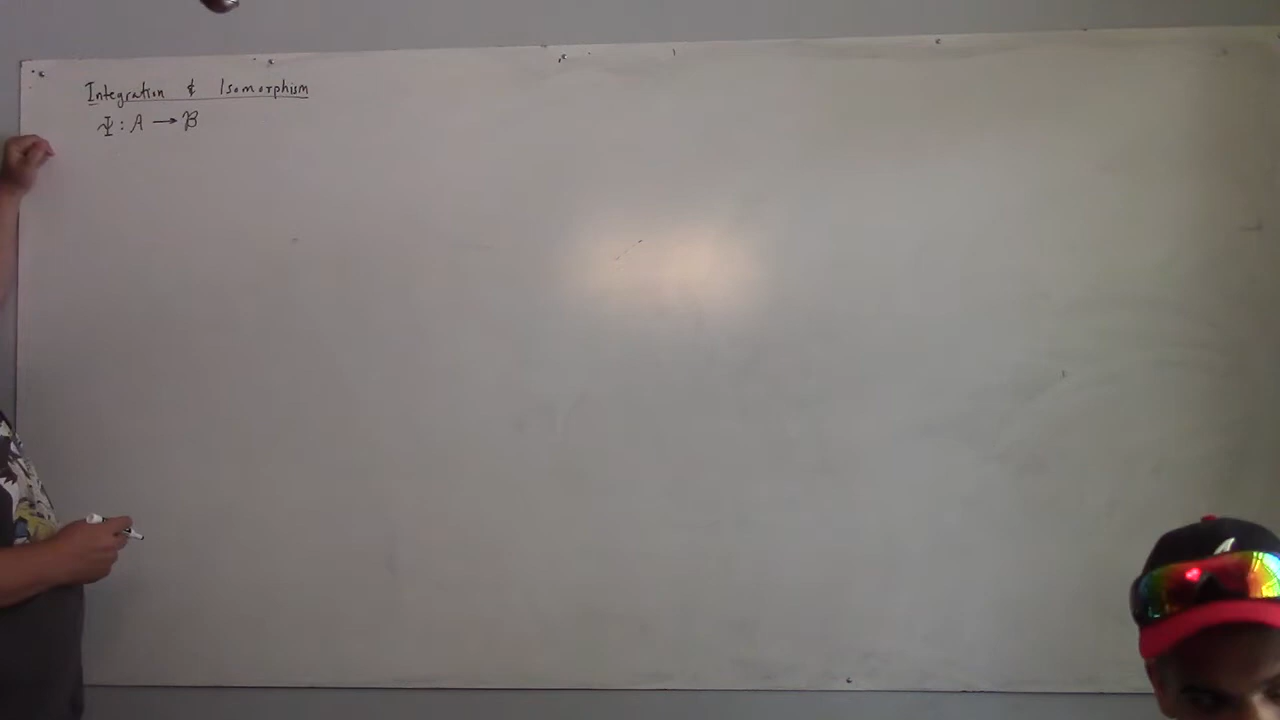 Integration & Isomorphism
Ψ : A → B